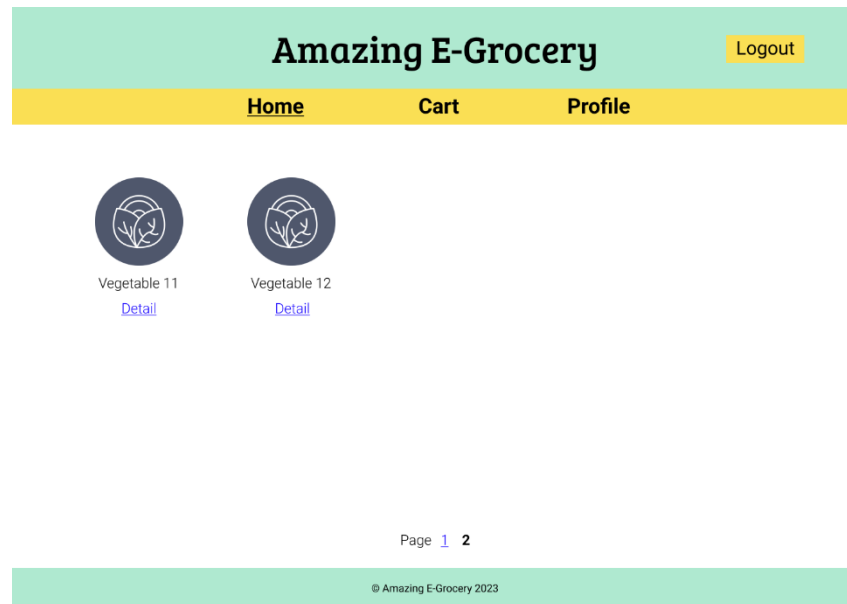 Amazing E-Grocery
Logout
Home Cart Profile
Vegetable 11 Vegetable 12
Detail Detail
Page 1 2
© Amazing E-Grocery 2023